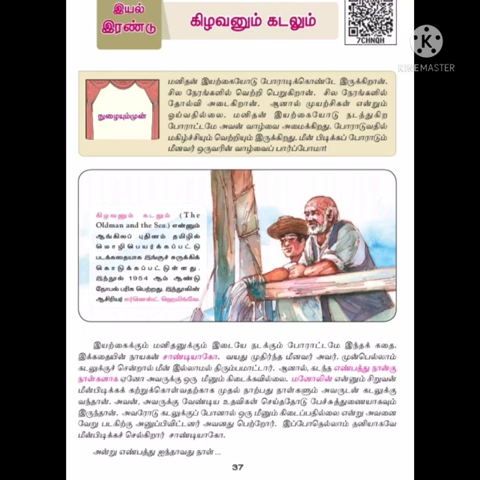 இயல்
இரண்டு
கிழவனும் கடலும்
7CHNQH
KINEMASTER
நுழையும்முன்
மனிதன் இயற்கையோடு போராடிக்கொண்டே இருக்கிறான்.
சில நேரங்களில் வெற்றி பெறுகிறான். சில நேரங்களில்
தோல்வி அடைகிறான். ஆனால் முயற்சிகள் என்றும்
ஓய்வதில்லை. மனிதன் இயற்கையோடு நடத்துகிற
போராட்டமே அவன் வாழ்வை அமைக்கிறது. போராடுவதில்
மகிழ்ச்சியும் வெற்றியும் இருக்கிறது. மீன் பிடிக்கப் போராடும்
மீனவர் ஒருவரின் வாழ்வைப் பார்ப்போமா!
கிழவனும் கடலும் (The
Oldman and the Sea) என்னும்
ஆங்கிலப் புதினம் தமிழில்
மொழிபெயர்க்கப்பட்டு
படக்கதையாக இங்குச் சுருக்கிக்
கொடுக்கப்பட்டுள்ளது.
இந்நூல் 1954 ஆம் ஆண்டு
நோபல் பரிசு பெற்றது. இந்நூலின்
ஆசிரியர் எர்னெஸ்ட் ஹெமிங்வே.
இயற்கைக்கும் மனிதனுக்கும் இடையே நடக்கும் போராட்டமே இந்தக் கதை.
இக்கதையின் நாயகன் சாண்டியாகோ. வயது முதிர்ந்த மீனவர் அவர். முன்பெல்லாம்
கடலுக்குச் சென்றால் மீன் இல்லாமல் திரும்பமாட்டார். ஆனால், கடந்த எண்பத்து நான்கு
நாள்களாக ஏனோ அவருக்கு ஒரு மீனும் கிடைக்கவில்லை. மனோலின் என்னும் சிறுவன்
மீன்பிடிக்கக் கற்றுக்கொள்வதற்காக முதல் நாற்பது நாள்களும் அவருடன் கடலுக்கு
வந்தான். அவன், அவருக்கு வேண்டிய உதவிகள் செய்ததோடு பேச்சுத்துணையாகவும்
இருந்தான். அவரோடு கடலுக்குப் போனால் ஒரு மீனும் கிடைப்பதில்லை என்று அவனை
வேறு படகிற்கு அனுப்பிவிட்டனர் அவனது பெற்றோர். இப்போதெல்லாம் தனியாகவே
மீன்பிடிக்கச் செல்கிறார் சாண்டியாகோ.
அன்று எண்பத்து ஐந்தாவது நாள் ...
37